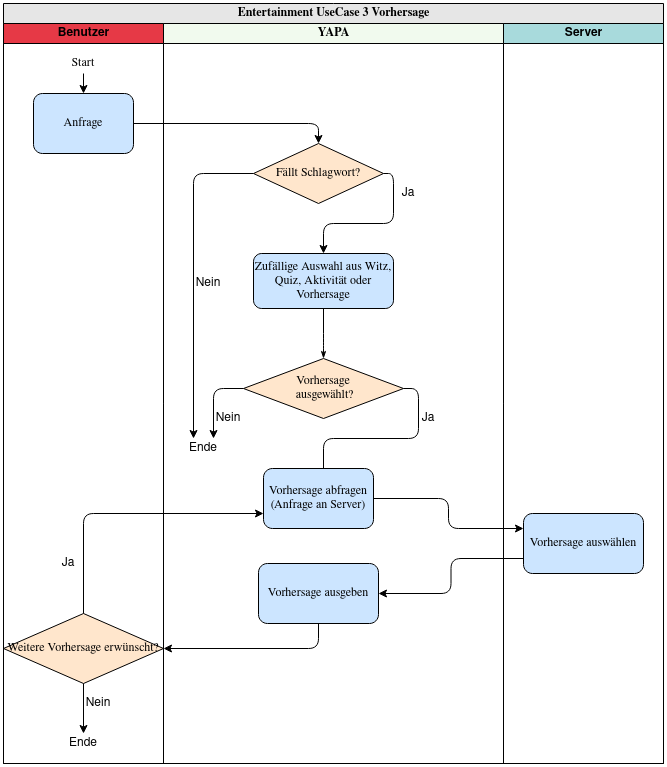 Entertainment UseCase 3 Vorhersage
Benutzer
YAPA
Server
Start
Anfrage
Fällt Schlagwort?
Ja
Zufällige Auswahl aus Witz,
Quiz, Aktivität oder
Vorhersage
Nein
Vorhersage
ausgewählt?
Nein
Ja
Ende
Vorhersage abfragen
(Anfrage an Server)
Vorhersage auswählen
Ja
Vorhersage ausgeben
Weitere Vorhersage erwünscht?
Nein
Ende